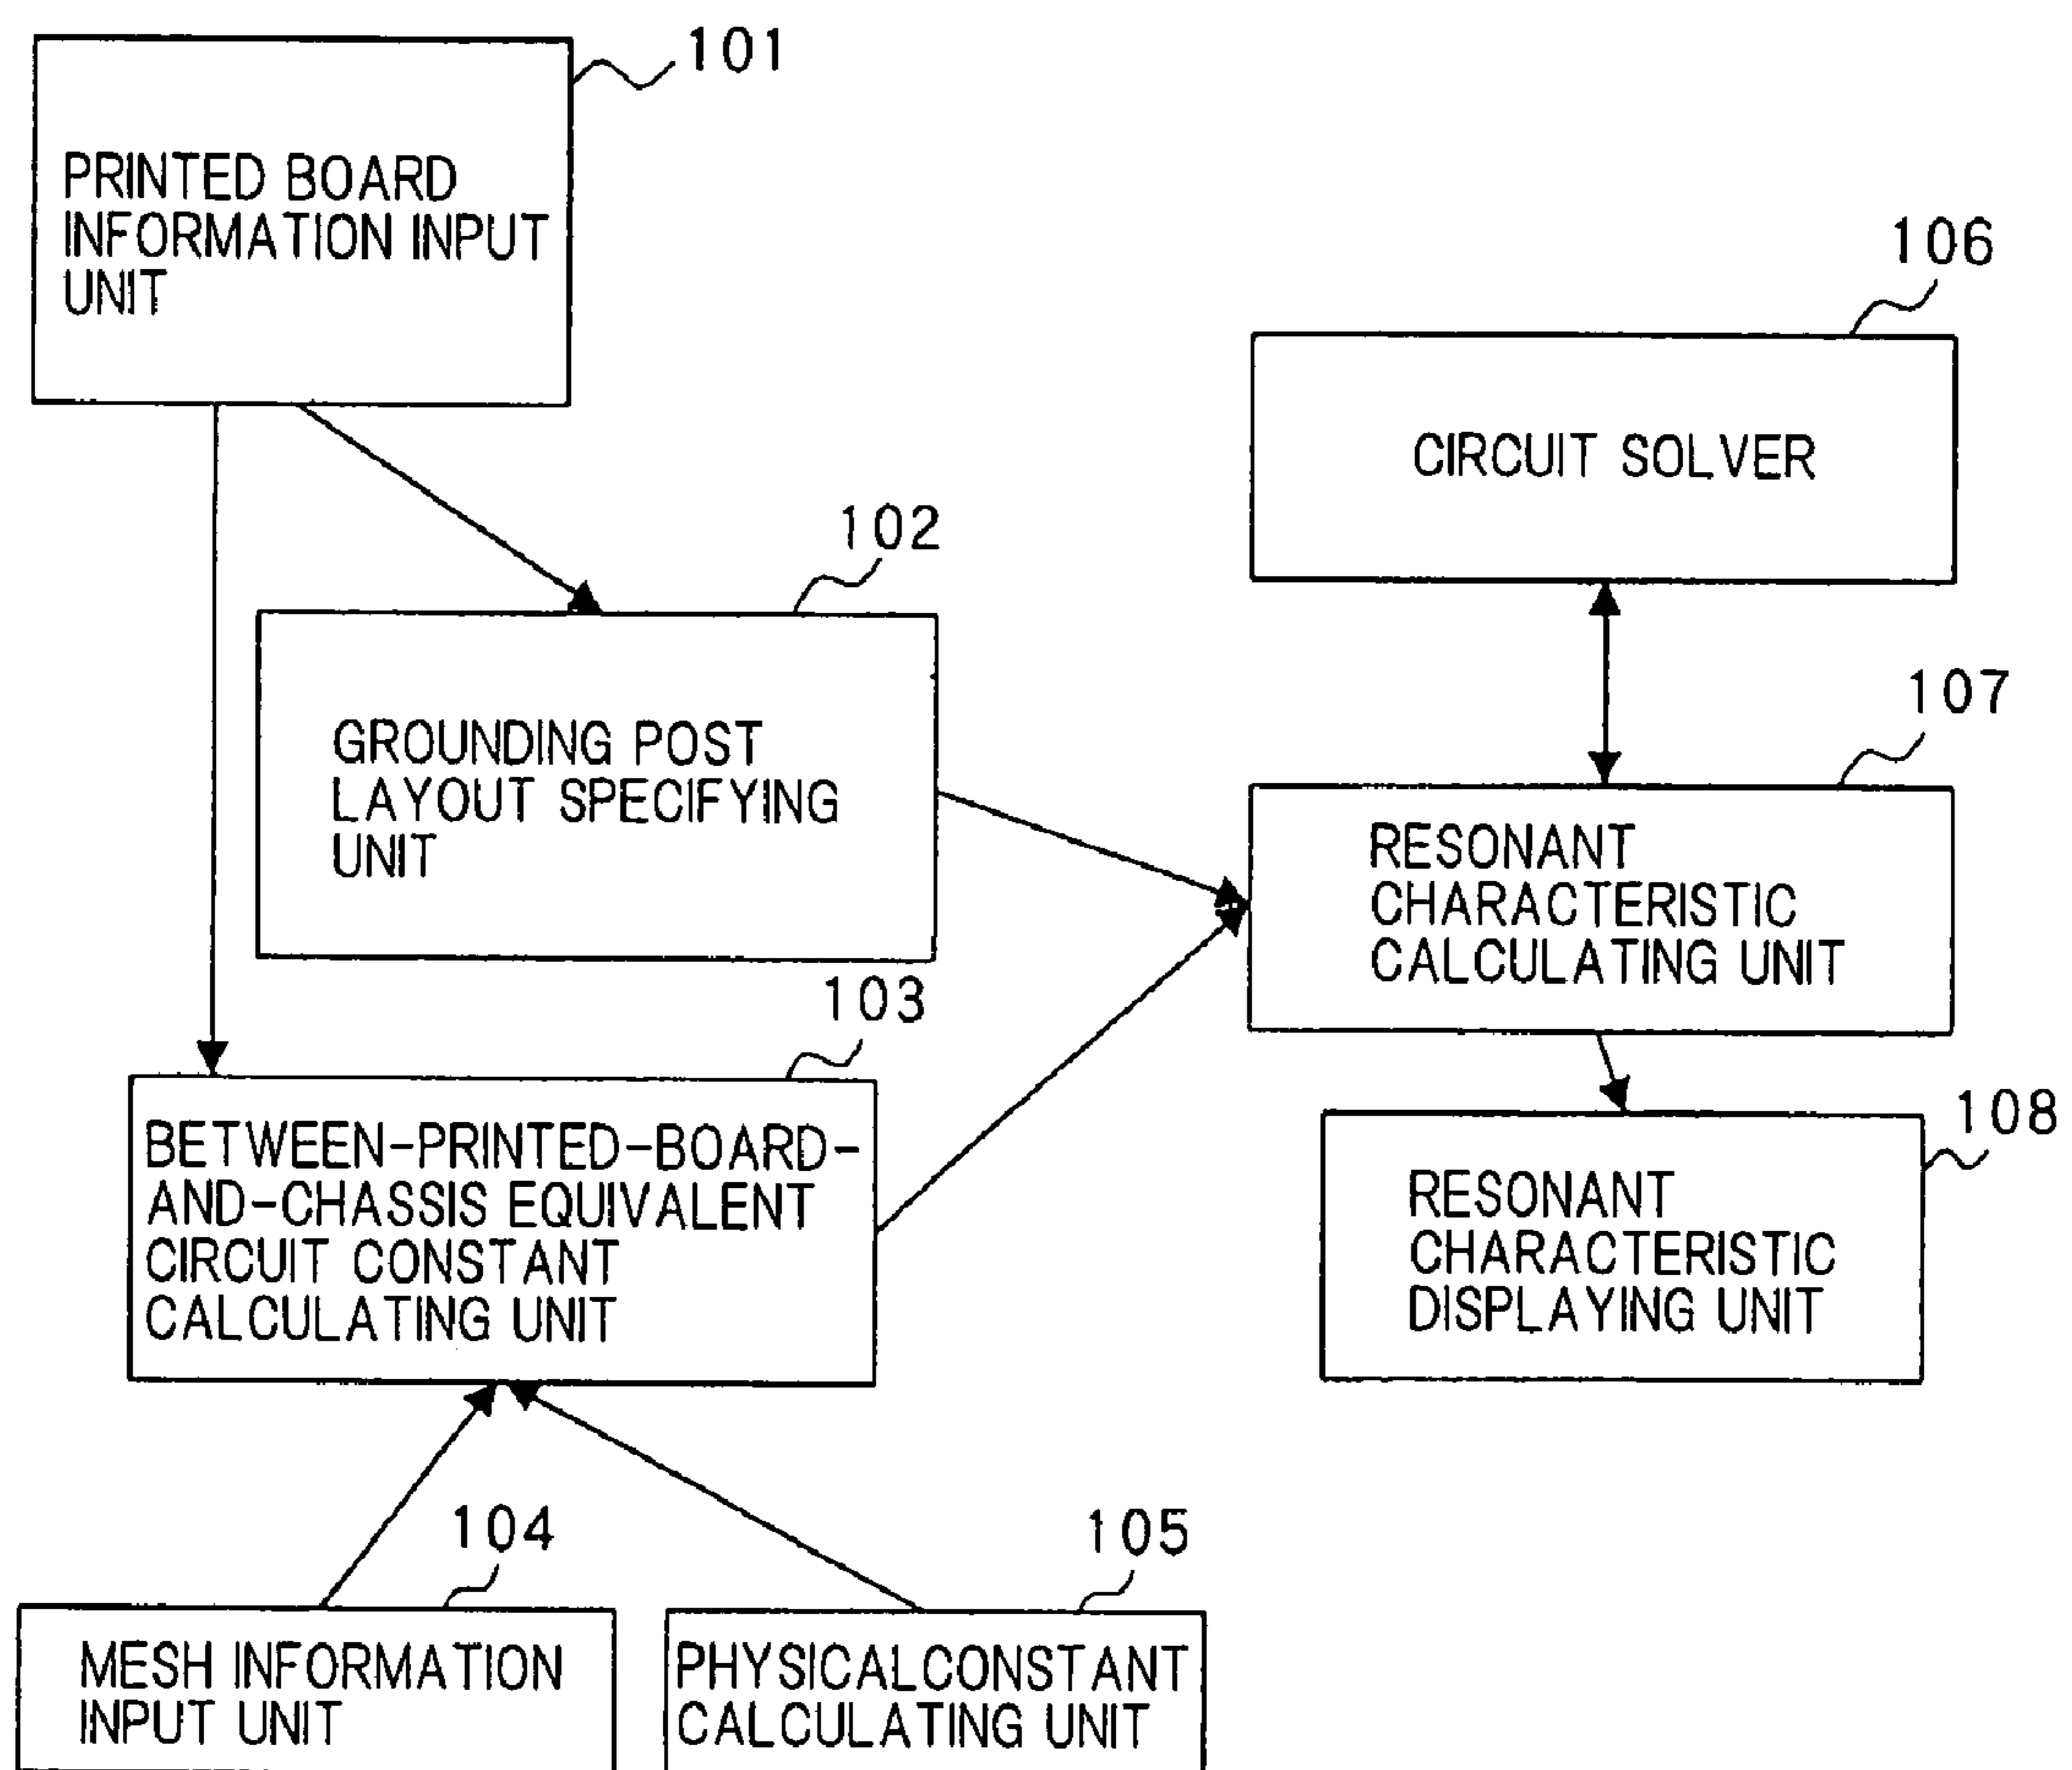 101
PRINTED BOARD
INFORMATION INPUT
UNIT
106
CIRCUIT SOLVER
102
GROUNDING POST
LAYOUT SPECIFYING
UNIT
107
RESONANT
CHARACTERISTIC
CALCULATING UNIT
103
BETWEEN-PRINTED-BOARD-
AND-CHASSIS EQUIVALENT
CIRCUIT CONSTANT
CALCULATING UNIT
108
RESONANT
CHARACTERISTIC
DISPLAYING UNIT
104
MESH INFORMATION
INPUT UNIT
105
PHYSICALCONSTANT
CALCULATING UNIT